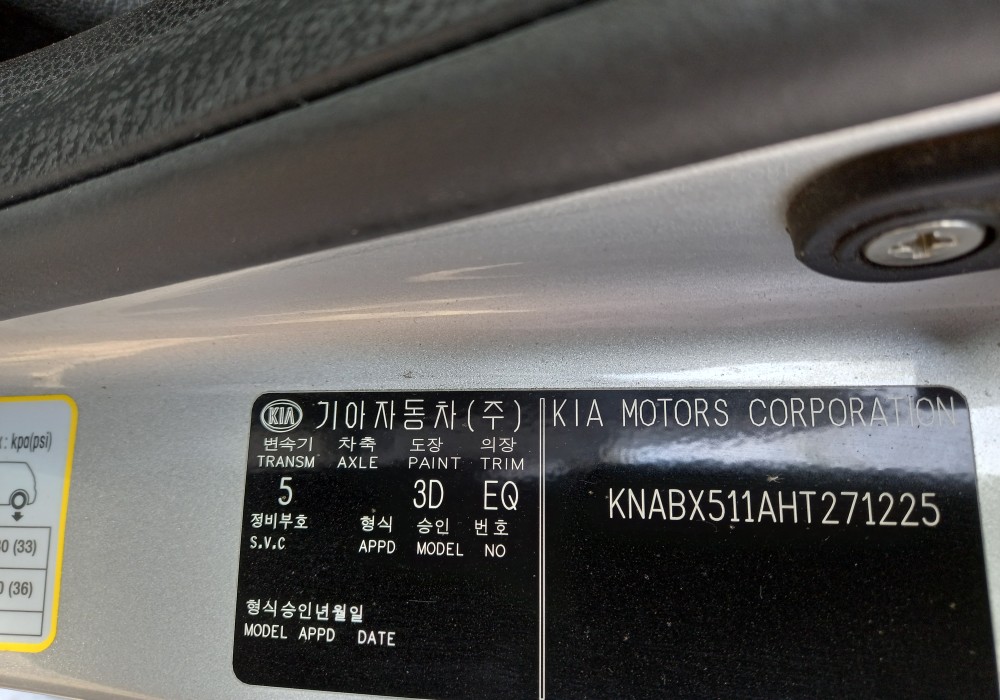 : kpa(psi)
(33)
(36)
KIA 기아자동차(주)
변속기 차축 도장 의장
TRANSM AXLE PAINT TRIM
5 3D EQ
정비부호 형식 승인 번호
S.V.C APPD MODEL NO
형식승인년월일
MODEL APPD DATE
KIA MOTORS CORPORATION
KNABX511AHT271225